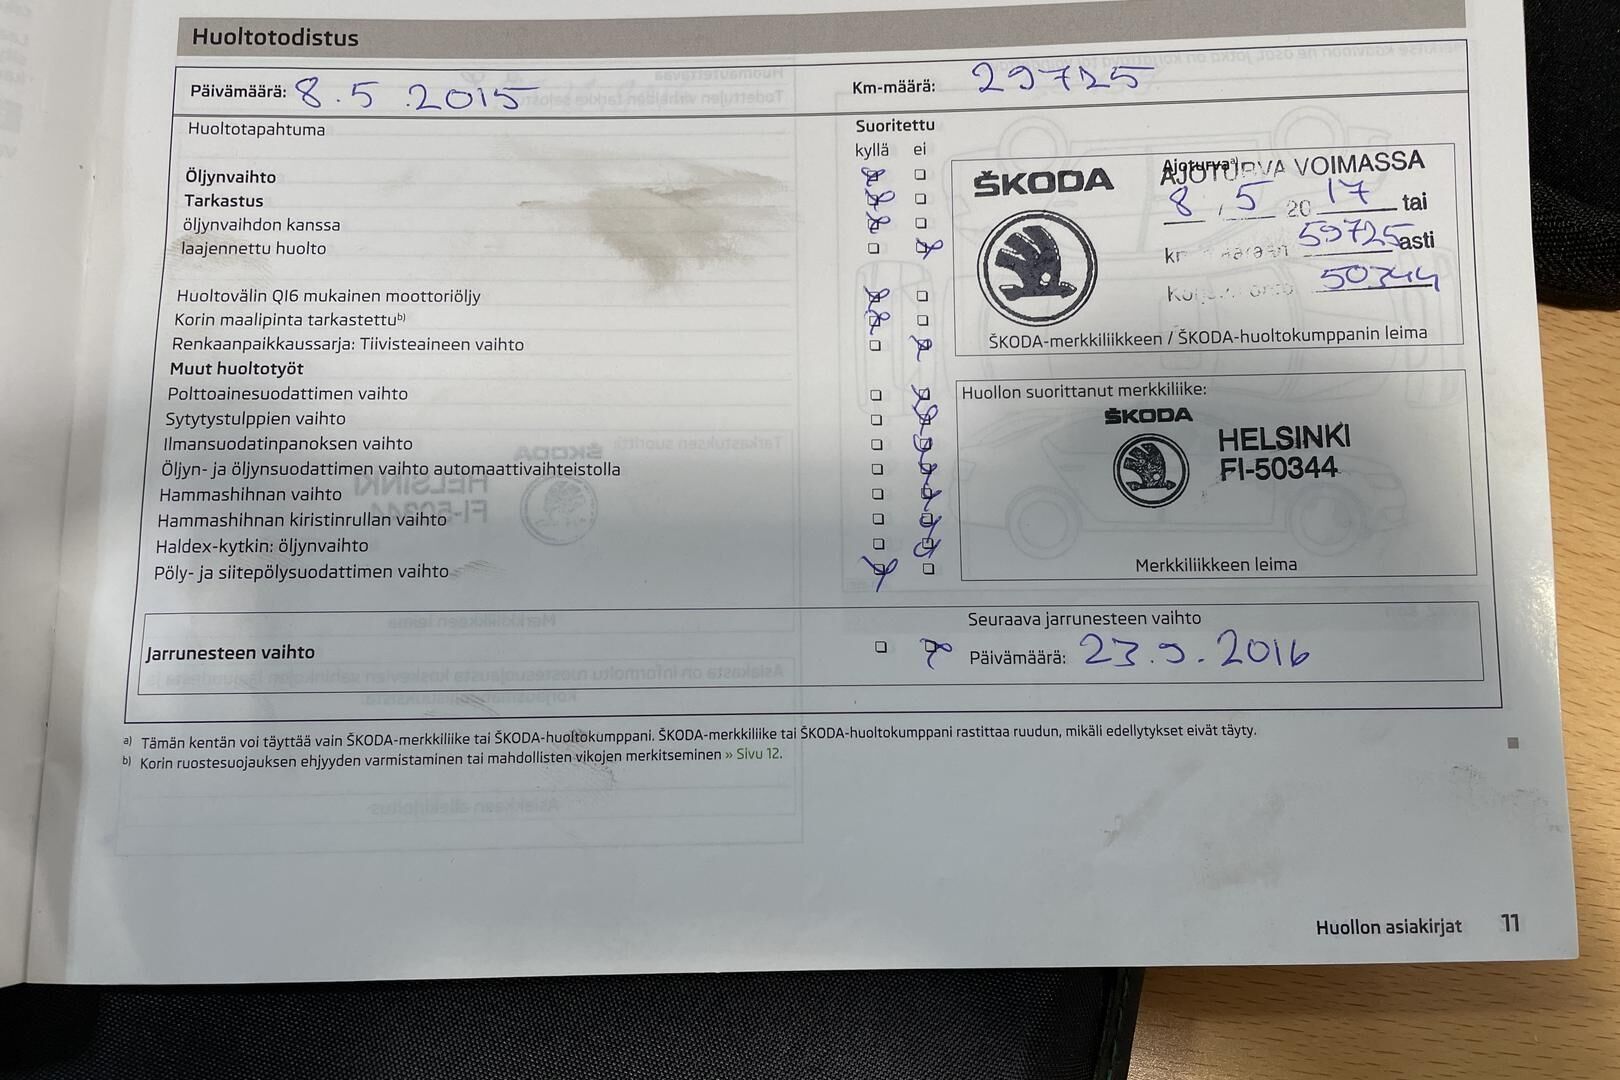 Huoltotodistus
Päivämäärä: 8.5.2015 Km-määrä: 29725
Huoltotapahtuma Suoritettu
kyllä ei
Öljynvaihto
Tarkastus
öljynvaihdon kanssa
laajennettu huolto
Huoltovälin QI6 mukainen moottoriöljy
Korin maalipinta tarkastettu b)
Renkaanpaikkaussarja: Tiivisteaineen vaihto
Muut huoltotyöt
Polttoainesuodattimen vaihto
Sytytystulppien vaihto
Ilmansuodatinpanoksen vaihto
Öljyn- ja öljynsuodattimen vaihto automaattivaihteistolla
Hammashihnan vaihto
Hammashihnan kiristinrullan vaihto
Haldex-kytkin: öljynvaihto
Pöly- ja siitepölysuodattimen vaihto
ŠKODA
Ajoturva a)
AJOTURVA VOIMASSA
8 / 5 20 17 tai
59725 asti
50344
ŠKODA-merkkiliikkeen / ŠKODA-huoltokumppanin leima
Huollon suorittanut merkkiliike:
ŠKODA
HELSINKI
FI-50344
Merkkiliikkeen leima
Jarrunesteen vaihto
Seuraava jarrunesteen vaihto
Päivämäärä: 23.9.2016
a) Tämän kentän voi täyttää vain ŠKODA-merkkiliike tai ŠKODA-huoltokumppani. ŠKODA-merkkiliike tai ŠKODA-huoltokumppani rastittaa ruudun, mikäli edellytykset eivät täyty.
b) Korin ruostesuojauksen ehjyyden varmistaminen tai mahdollisten vikojen merkitseminen » Sivu 12.
Huollon asiakirjat 11